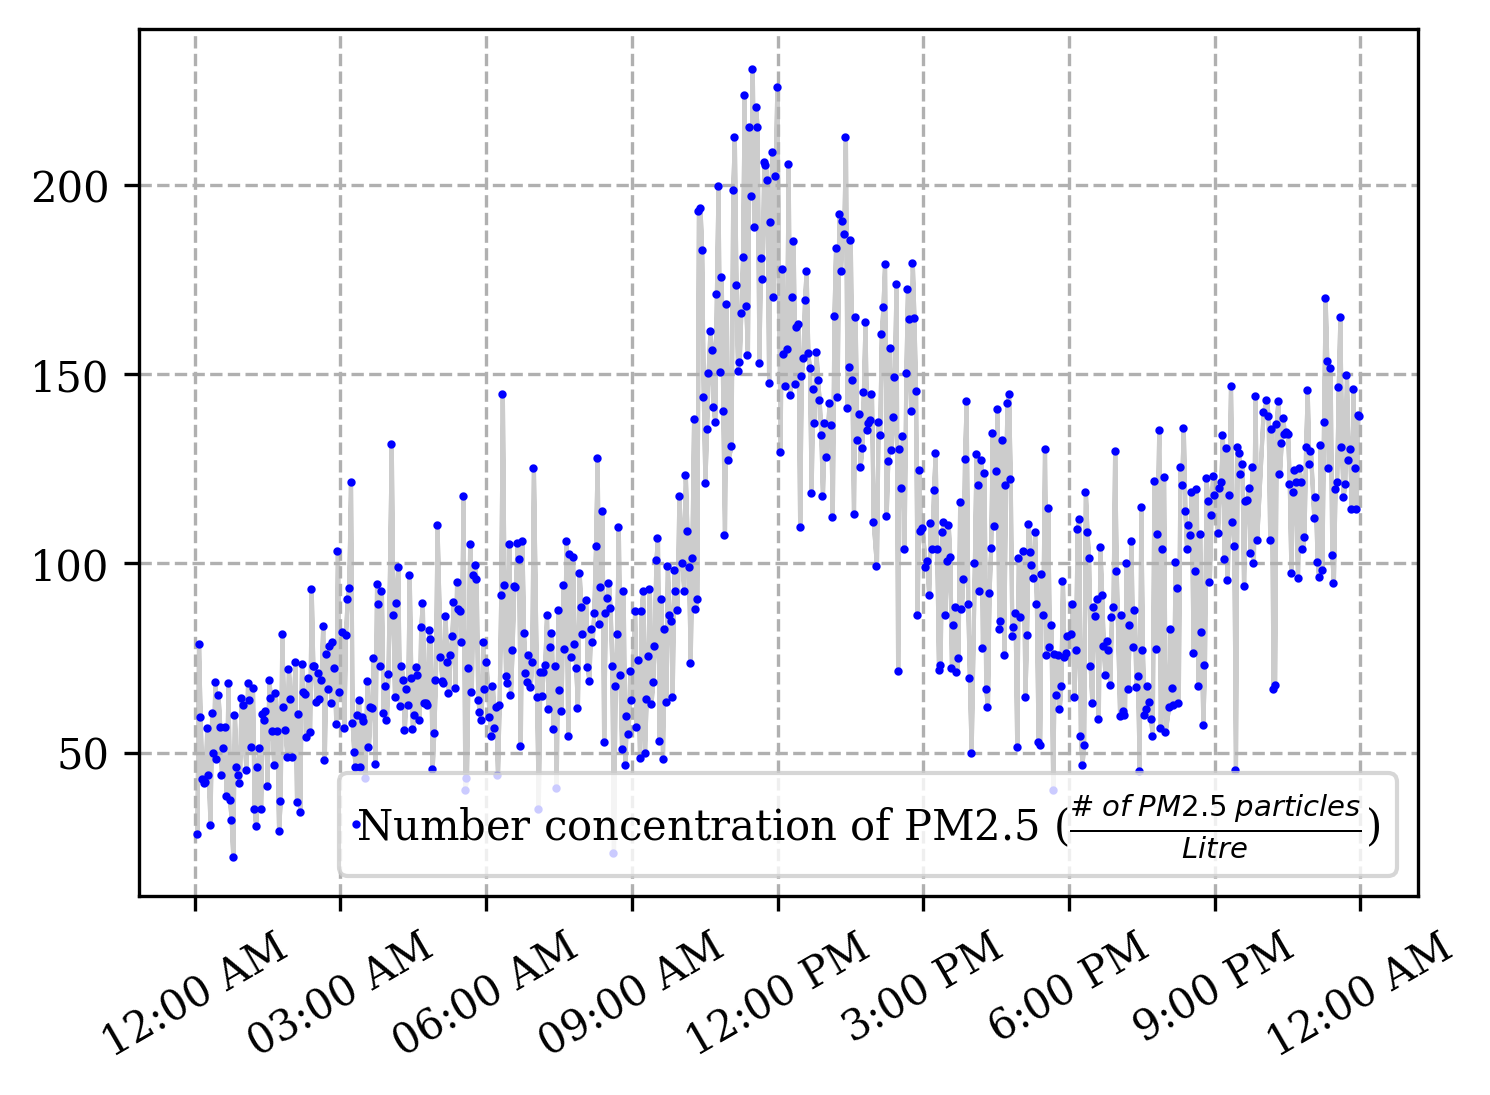 200
150
100
50
Number concentration of PM2.5 (# of PM2.5 particles / Litre)
12:00 AM
03:00 AM
06:00 AM
09:00 AM
12:00 PM
3:00 PM
6:00 PM
9:00 PM
12:00 AM